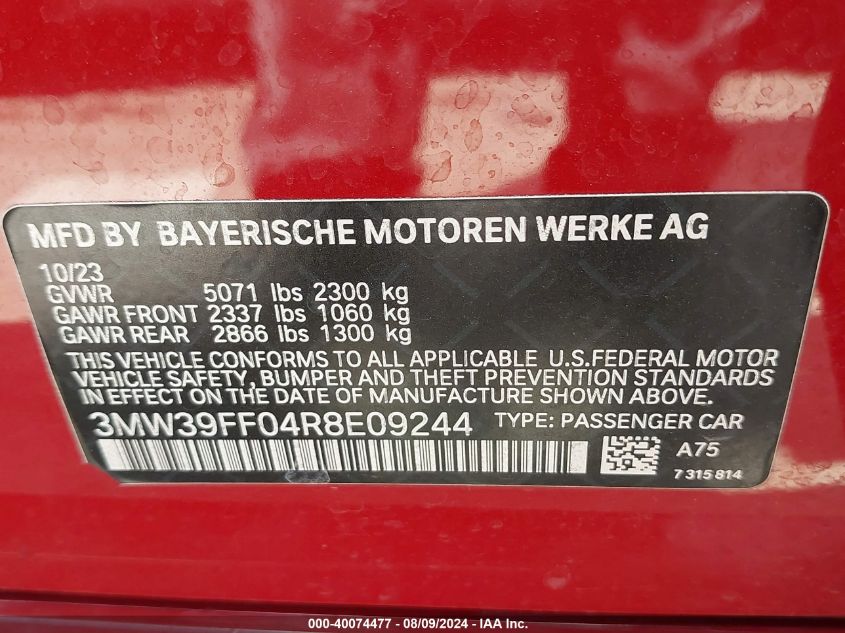 MFD BY BAYERISCHE MOTOREN WERKE AG
10/23
GVWR 5071 lbs 2300 kg
GAWR FRONT 2337 lbs 1060 kg
GAWR REAR 2866 lbs 1300 kg
THIS VEHICLE CONFORMS TO ALL APPLICABLE U.S.FEDERAL MOTOR
VEHICLE SAFETY, BUMPER AND THEFT PREVENTION STANDARDS
IN EFFECT ON THE DATE OF MANUFACTURE SHOWN ABOVE.
3MW39FF04R8E09244 TYPE: PASSENGER CAR
A75
7 315 814
000-40074477 - 08/09/2024 - IAA Inc.